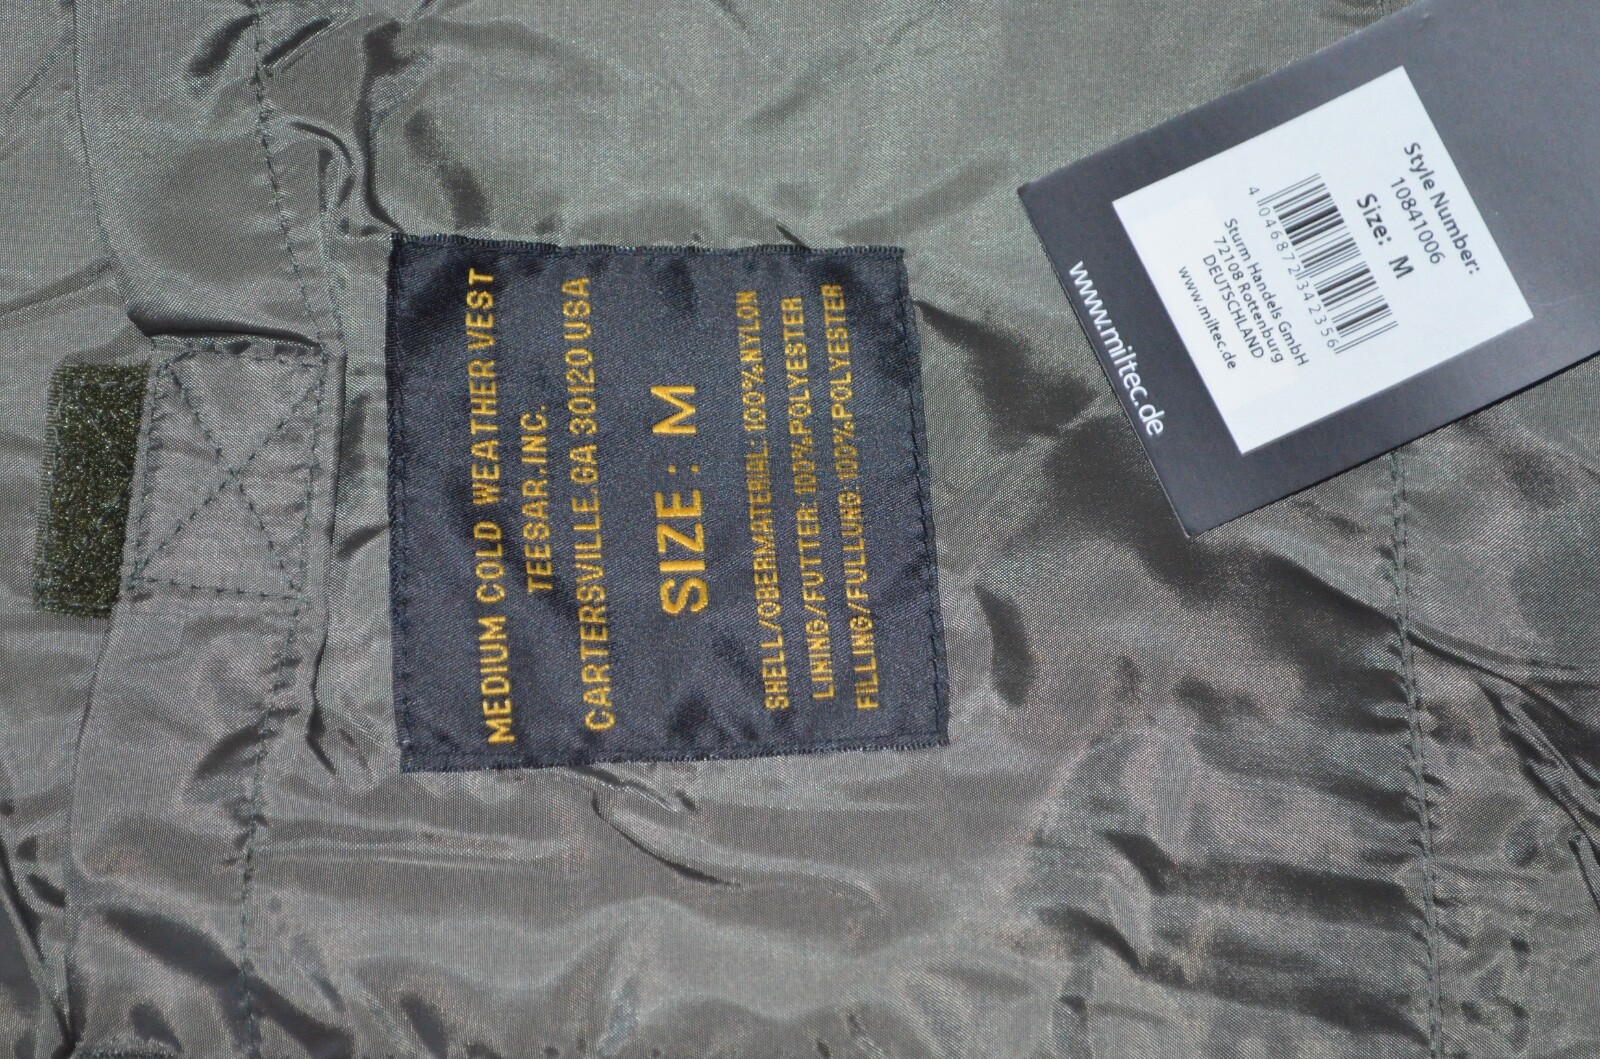 MEDIUM COLD WEATHER VEST
TEESAR.INC.
CARTERSVILLE.GA 30120 USA
SIZE: M
SHELL/OBERMATERIAL: 100%NYLON
LINING/FUTTER: 100%POLYESTER
FILLING/FULLUNG: 100%POLYESTER
Style Number:
10841006
Size: M
4 046872 342356
Sturm Handels GmbH
72108 Rottenburg
DEUTSCHLAND
www.miltec.de
www.miltec.de